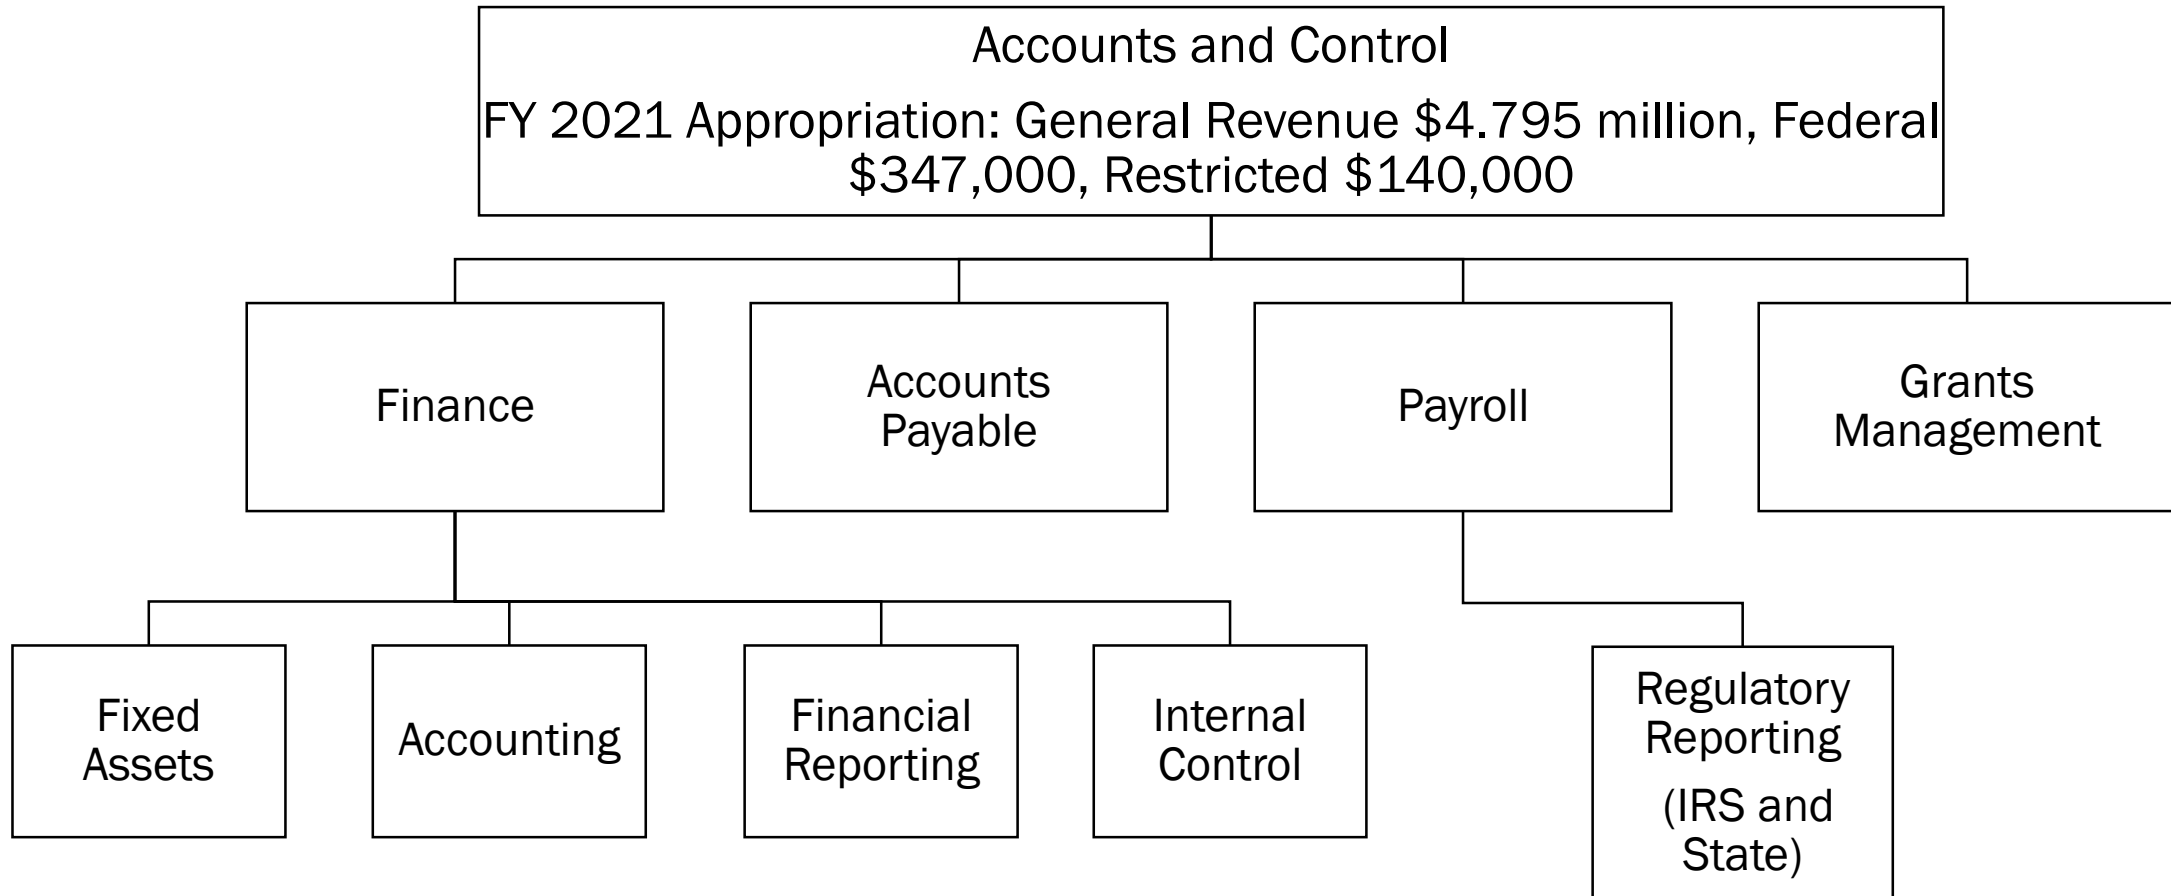 Accounts and Control
FY 2021 Appropriation: General Revenue $4.795 million, Federal
$347,000, Restricted $140,000
Finance
Accounts
Payable
Payroll
Grants
Management
Fixed
Assets
Accounting
Financial
Reporting
Internal
Control
Regulatory
Reporting
(IRS and
State)